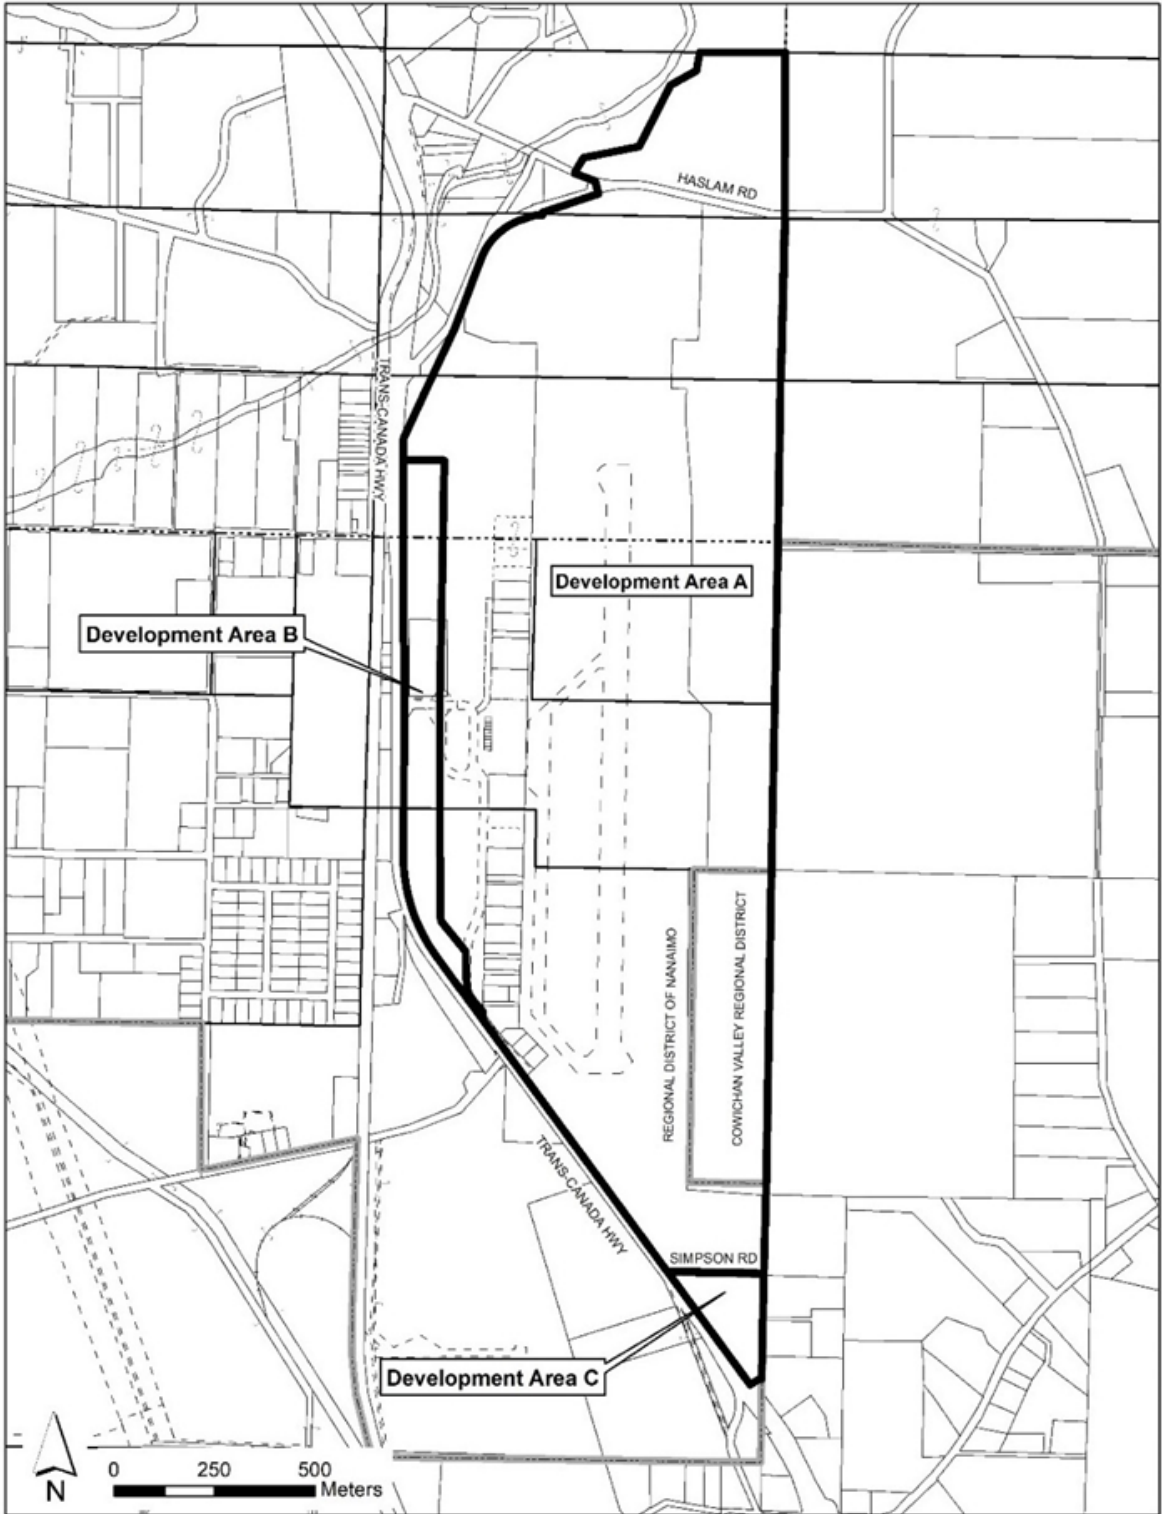 HASLAM RD
TRANS-CANADA HWY
Development Area A
Development Area B
REGIONAL DISTRICT OF NANAIMO
COWICHAN VALLEY REGIONAL DISTRICT
TRANS-CANADA HWY
SIMPSON RD
Development Area C
N
0 250 500
Meters